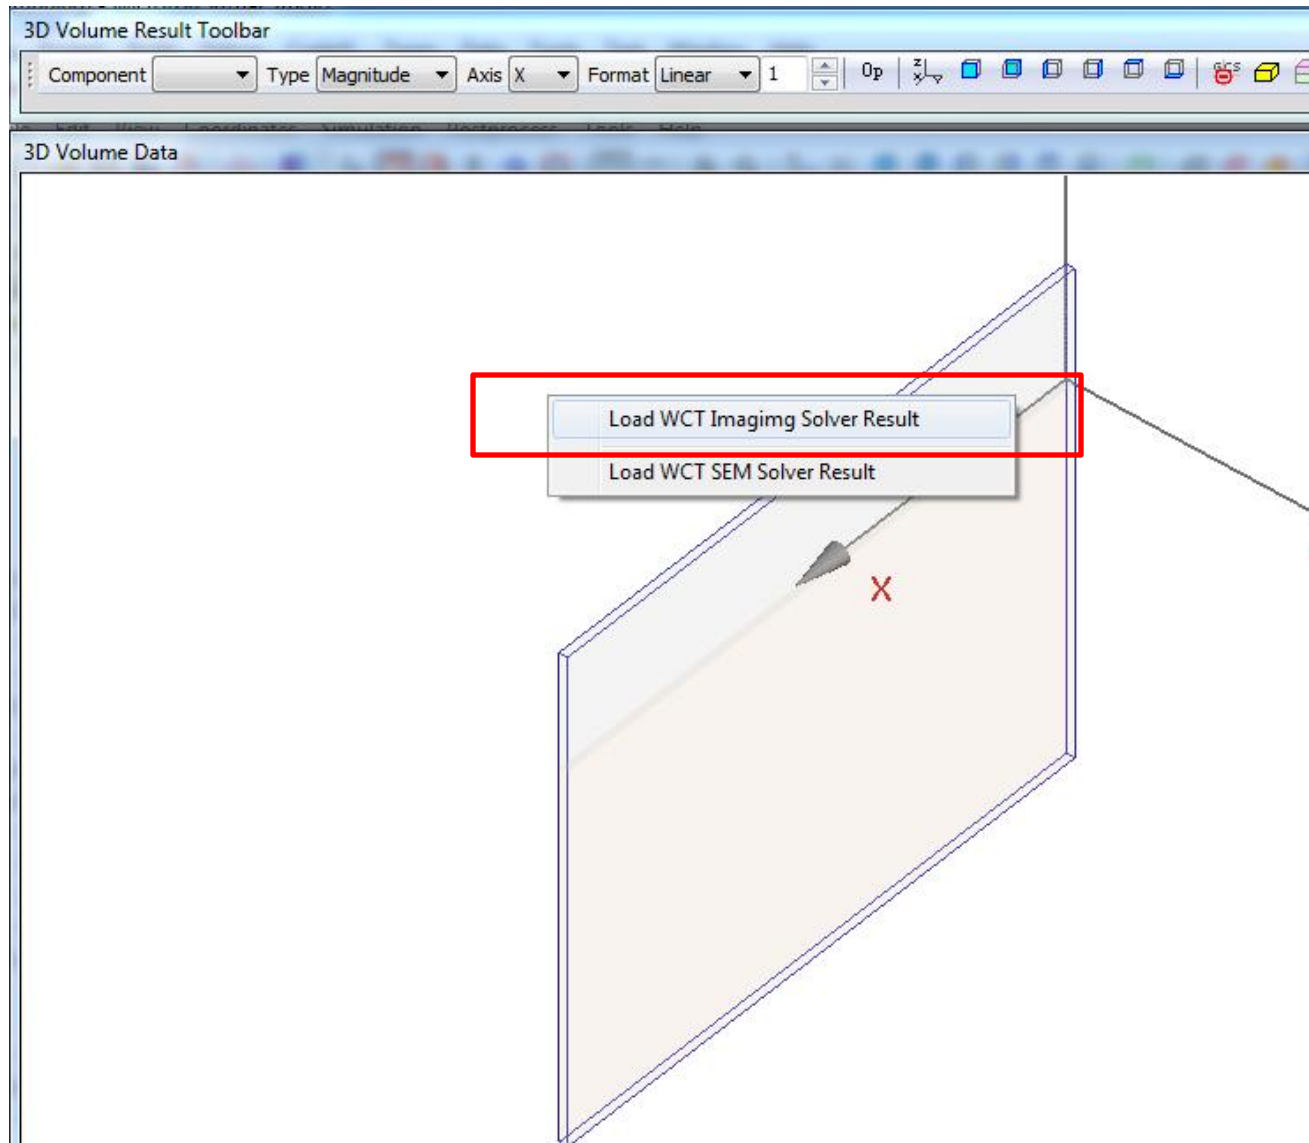 3D Volume Result Toolbar
Component Type Magnitude Axis X Format Linear 1 Op
3D Volume Data
Load WCT Imagimg Solver Result
Load WCT SEM Solver Result
X